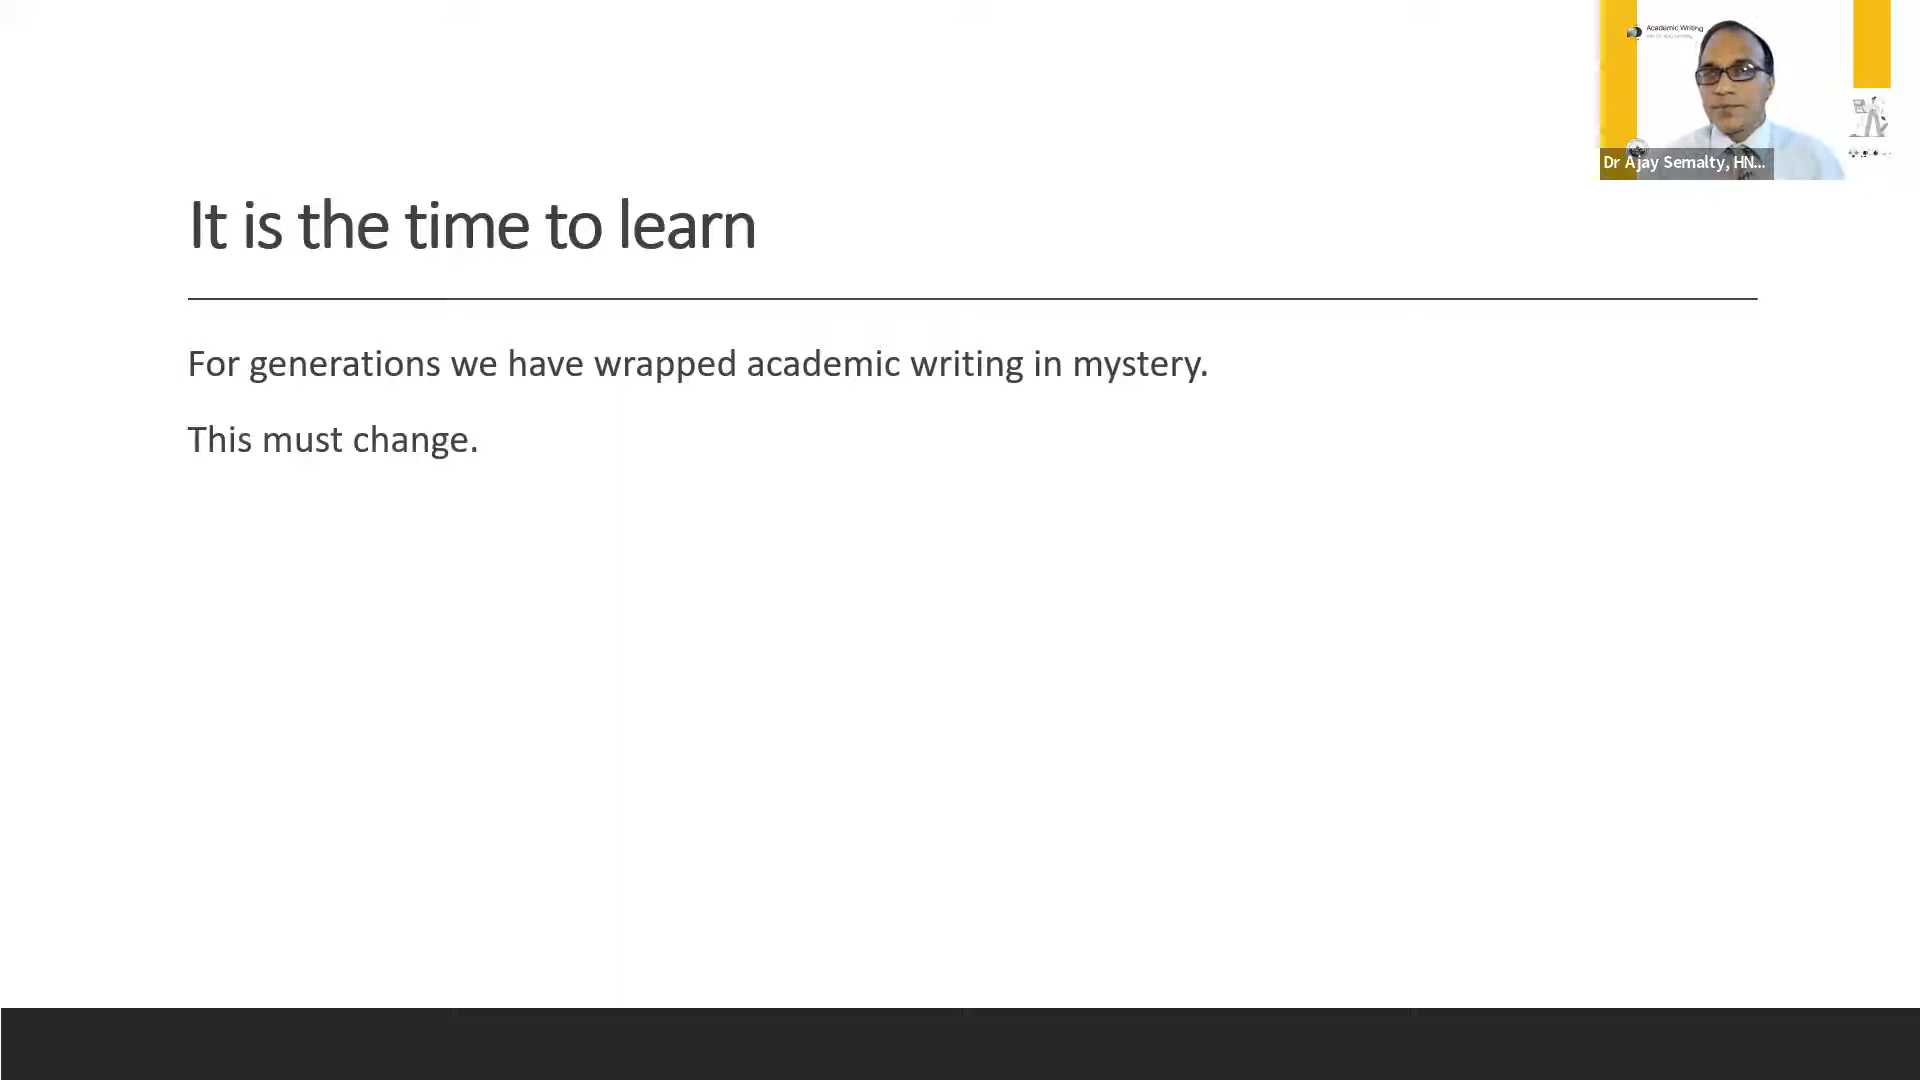 Academic Writing
Dr Ajay Semalty, HN...
It is the time to learn
For generations we have wrapped academic writing in mystery.
This must change.